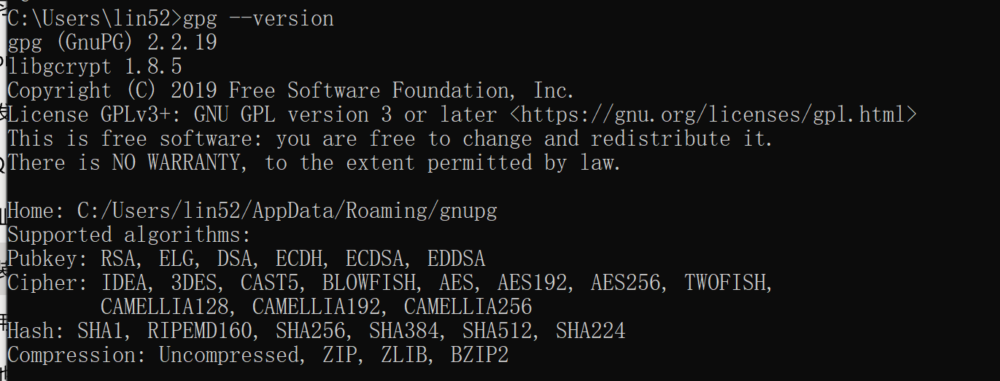 C:\Users\lin52>gpg --version
gpg (GnuPG) 2.2.19
libgcrypt 1.8.5
Copyright (C) 2019 Free Software Foundation, Inc.
License GPLv3+: GNU GPL version 3 or later <https://gnu.org/licenses/gpl.html>
This is free software: you are free to change and redistribute it.
There is NO WARRANTY, to the extent permitted by law.

Home: C:/Users/lin52/AppData/Roaming/gnupg
Supported algorithms:
Pubkey: RSA, ELG, DSA, ECDH, ECDSA, EDDSA
Cipher: IDEA, 3DES, CAST5, BLOWFISH, AES, AES192, AES256, TWOFISH,
        CAMELLIA128, CAMELLIA192, CAMELLIA256
Hash: SHA1, RIPEMD160, SHA256, SHA384, SHA512, SHA224
Compression: Uncompressed, ZIP, ZLIB, BZIP2